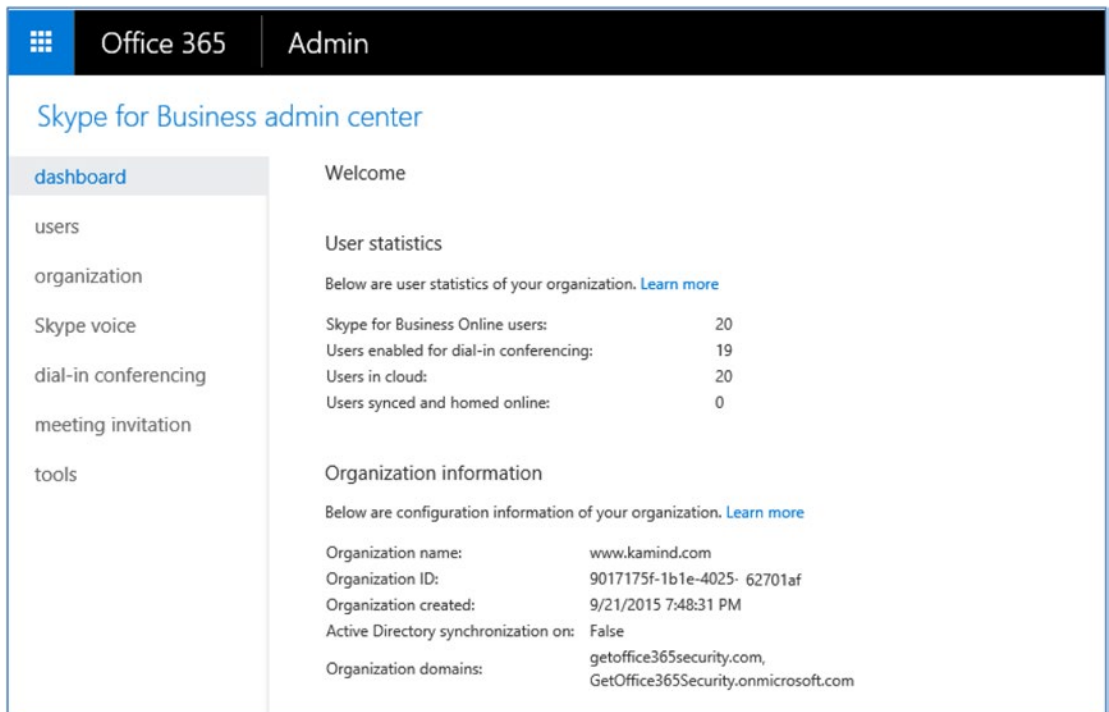 Office 365 Admin
Skype for Business admin center
dashboard
users
organization
Skype voice
dial-in conferencing
meeting invitation
tools
Welcome
User statistics
Below are user statistics of your organization. Learn more
Skype for Business Online users: 20
Users enabled for dial-in conferencing: 19
Users in cloud: 20
Users synced and homed online: 0
Organization information
Below are configuration information of your organization. Learn more
Organization name: www.kamind.com
Organization ID: 9017175f-1b1e-4025- 62701af
Organization created: 9/21/2015 7:48:31 PM
Active Directory synchronization on: False
Organization domains: getoffice365security.com,
GetOffice365Security.onmicrosoft.com